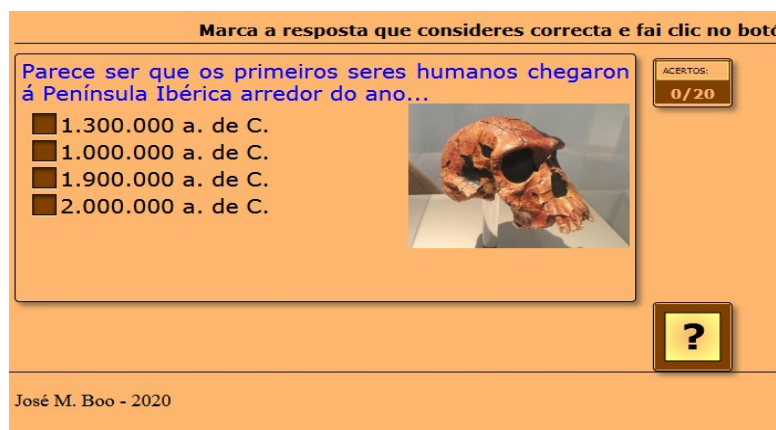 Marca a resposta que consideres correcta e fai clic no botó
Parece ser que os primeiros seres humanos chegaron
á Península Ibérica arredor do ano...
1.300.000 a. de C.
1.000.000 a. de C.
1.900.000 a. de C.
2.000.000 a. de C.
ACERTOS:
0/20
?
José M. Boo - 2020